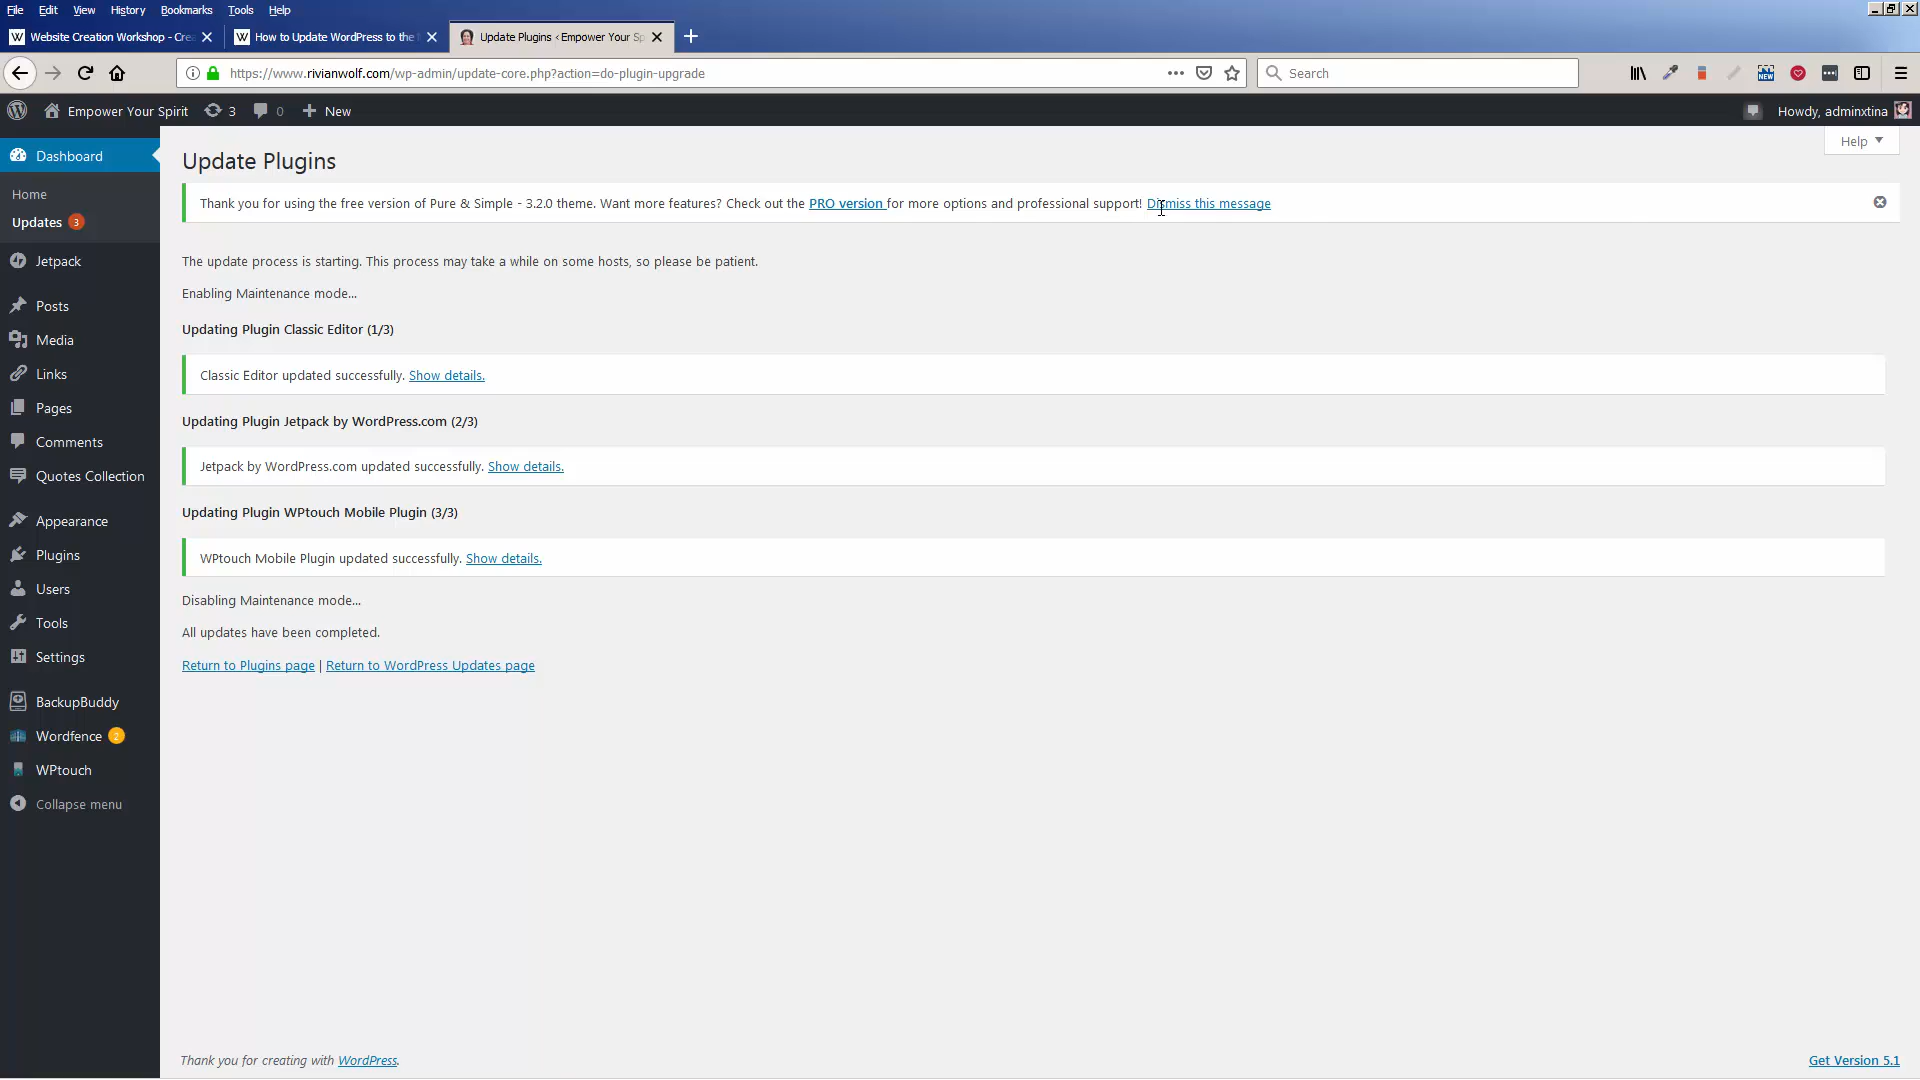 File Edit View History Bookmarks Tools Help
Website Creation Workshop - Cre
How to Update WordPress to the
Update Plugins ‹ Empower Your Sp
https://www.rivianwolf.com/wp-admin/update-core.php?action=do-plugin-upgrade
Search
NEW
Empower Your Spirit
3
0
New
Howdy, adminxtina
Dashboard
Home
Updates 3
Jetpack
Posts
Media
Links
Pages
Comments
Quotes Collection
Appearance
Plugins
Users
Tools
Settings
BackupBuddy
Wordfence 2
WPtouch
Collapse menu
Help
Update Plugins
Thank you for using the free version of Pure & Simple - 3.2.0 theme. Want more features? Check out the PRO version for more options and professional support! Dismiss this message
The update process is starting. This process may take a while on some hosts, so please be patient.
Enabling Maintenance mode...
Updating Plugin Classic Editor (1/3)
Classic Editor updated successfully. Show details.
Updating Plugin Jetpack by WordPress.com (2/3)
Jetpack by WordPress.com updated successfully. Show details.
Updating Plugin WPtouch Mobile Plugin (3/3)
WPtouch Mobile Plugin updated successfully. Show details.
Disabling Maintenance mode...
All updates have been completed.
Return to Plugins page | Return to WordPress Updates page
Thank you for creating with WordPress.
Get Version 5.1